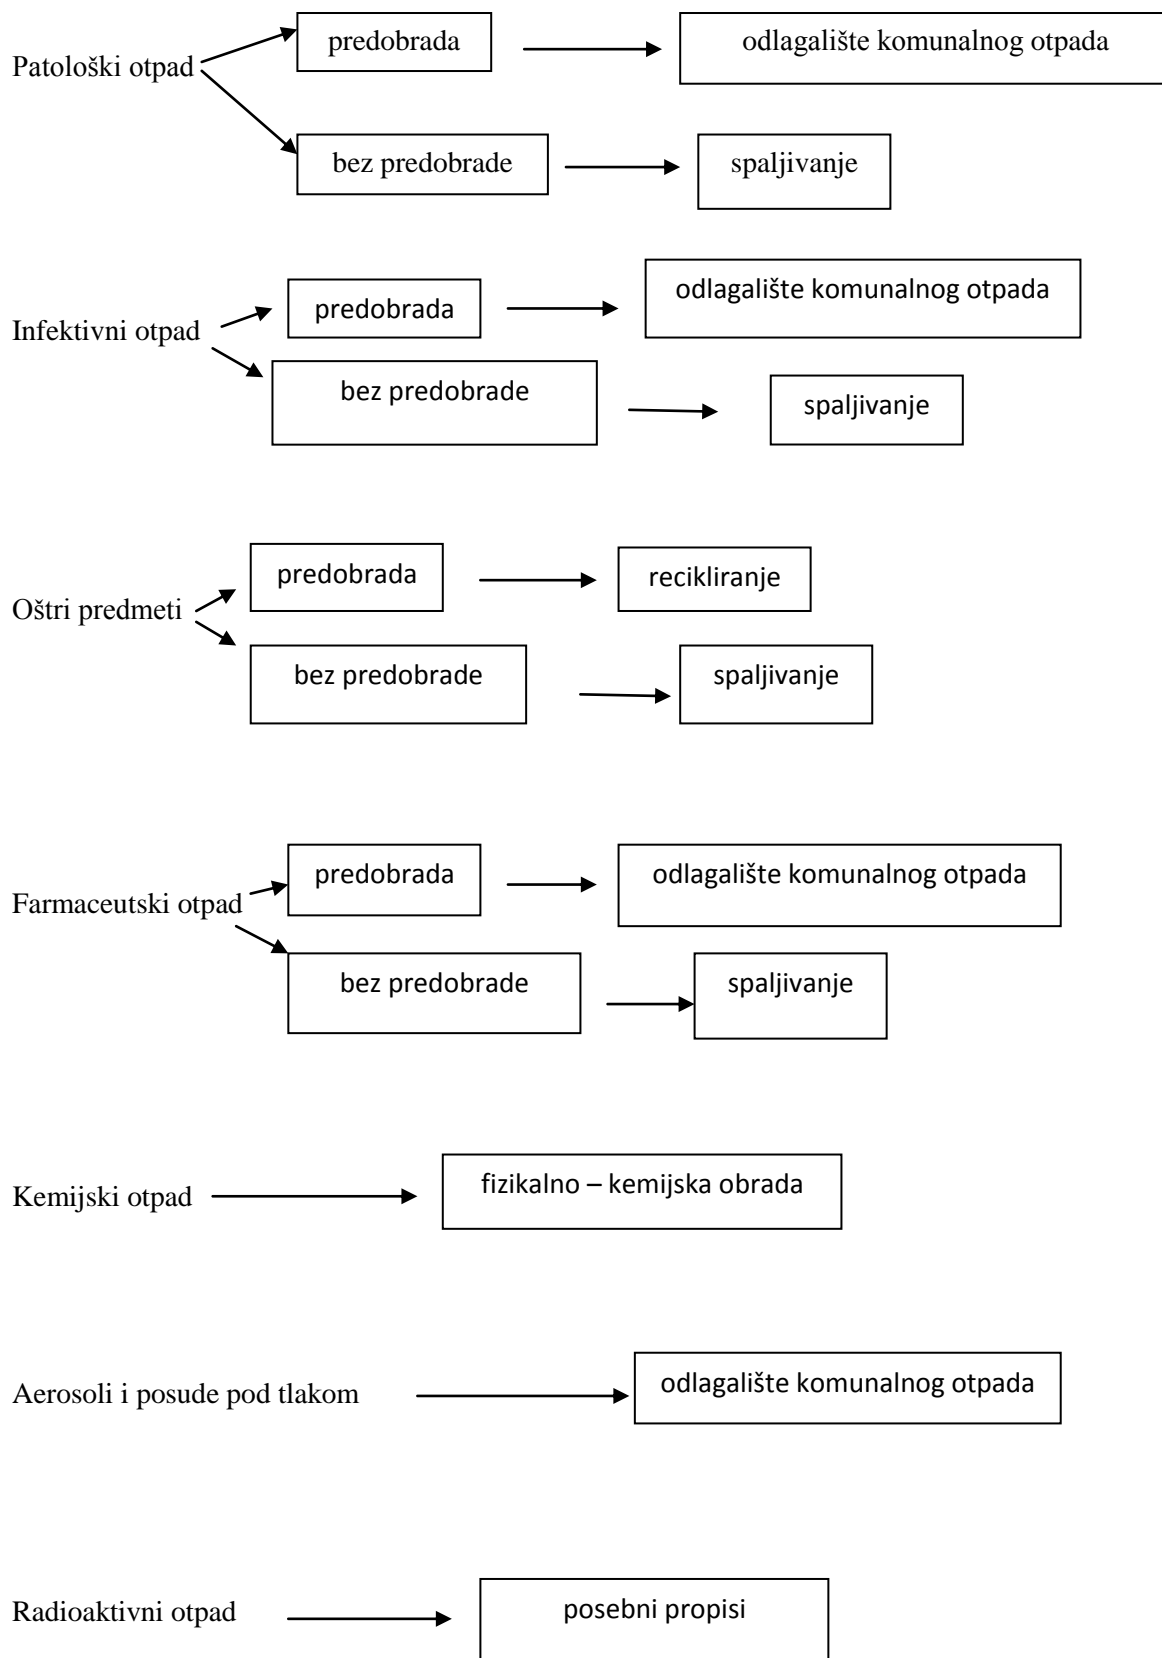 predobrada
odlagalište komunalnog otpada
Patološki otpad
bez predobrade
spaljivanje
predobrada
odlagalište komunalnog otpada
Infektivni otpad
bez predobrade
spaljivanje
predobrada
recikliranje
Oštri predmeti
bez predobrade
spaljivanje
predobrada
odlagalište komunalnog otpada
Farmaceutski otpad
bez predobrade
spaljivanje
Kemijski otpad
fizikalno – kemijska obrada
Aerosoli i posude pod tlakom
odlagalište komunalnog otpada
Radioaktivni otpad
posebni propisi